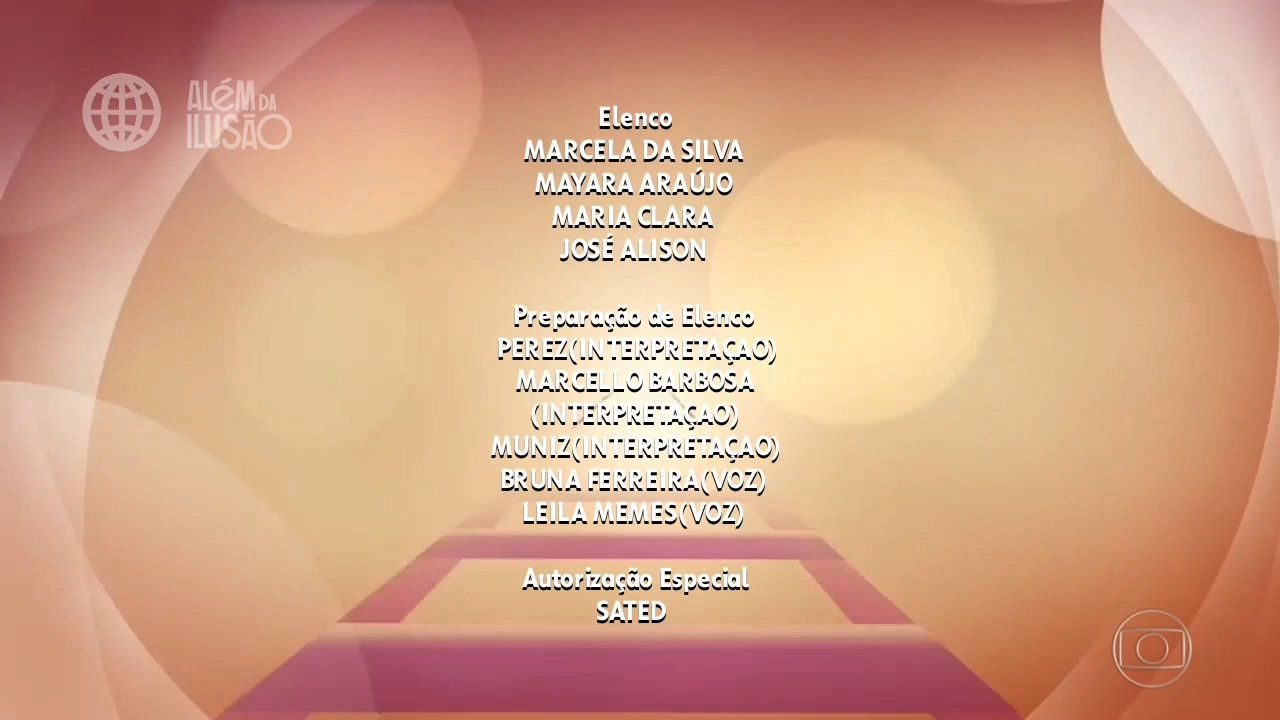 ALÉM DA
ILUSÃO
Elenco
MARCELA DA SILVA
MAYARA ARAÚJO
MARIA CLARA
JOSÉ ALISON
Preparação de Elenco
PEREZ(INTERPRETAÇAO)
MARCELLO BARBOSA
(INTERPRETAÇAO)
MUNIZ(INTERPRETAÇAO)
BRUNA FERREIRA(VOZ)
LEILA MEMES(VOZ)
Autorização Especial
SATED